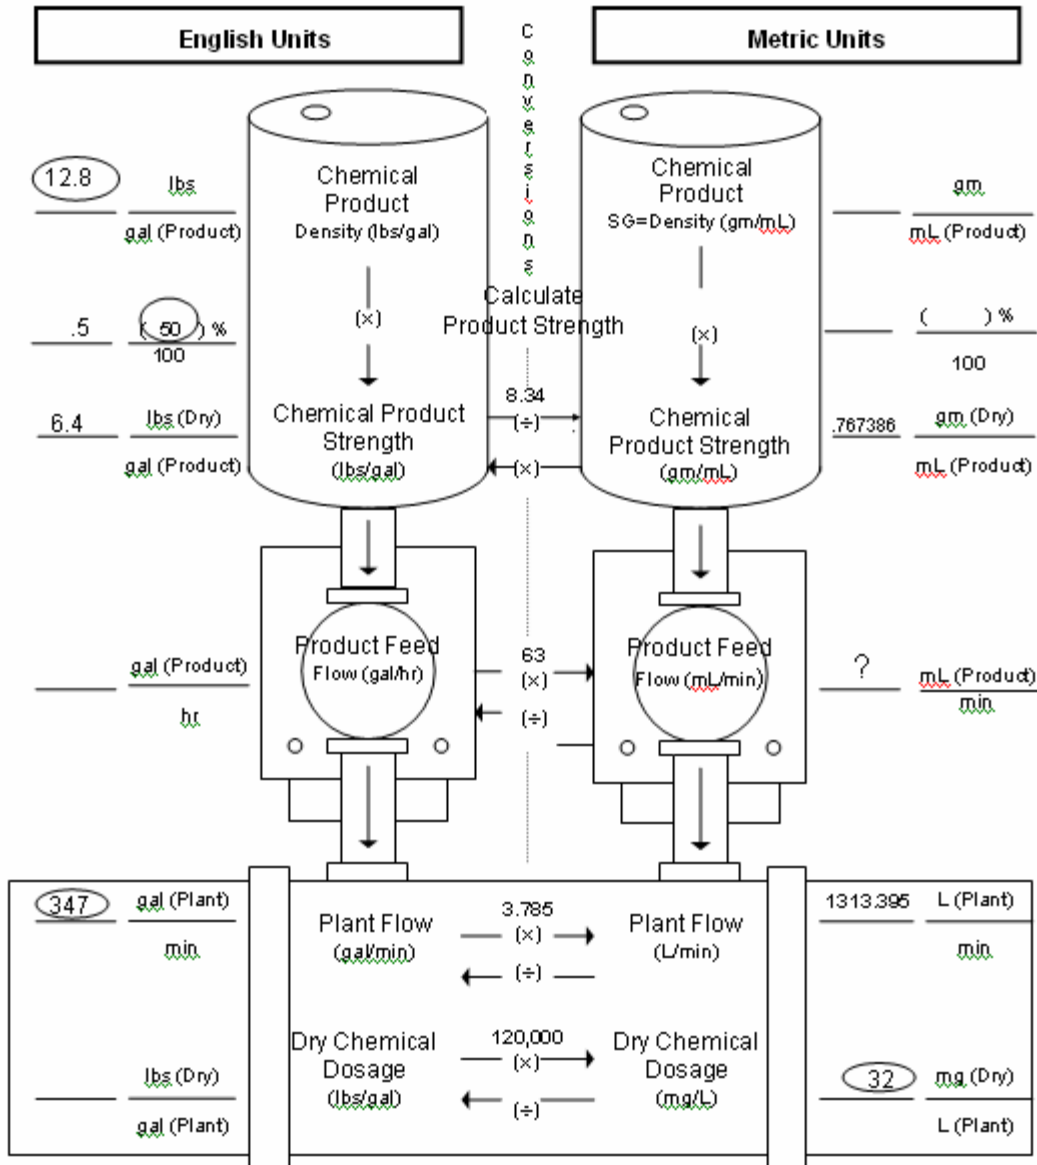 English Units
Metric Units
Conversions
12.8 lbs
gal (Product)
Chemical
Product
Density (lbs/gal)
Chemical
Product
SG=Density (gm/mL)
gm
mL (Product)
.5 ( 50 ) %
100
(×)
Calculate
Product Strength
(×)
( ) %
100
6.4 lbs (Dry)
gal (Product)
Chemical Product
Strength
(lbs/gal)
8.34
(÷)
(×)
Chemical
Product Strength
(gm/mL)
.767386 gm (Dry)
mL (Product)
gal (Product)
hr
Product Feed
Flow (gal/hr)
63
(×)
(÷)
Product Feed
Flow (mL/min)
? mL (Product)
min
347 gal (Plant)
min
Plant Flow
(gal/min)
3.785
(×)
(÷)
Plant Flow
(L/min)
1313.395 L (Plant)
min
lbs (Dry)
gal (Plant)
Dry Chemical
Dosage
(lbs/gal)
120,000
(×)
(÷)
Dry Chemical
Dosage
(mg/L)
32 mg (Dry)
L (Plant)